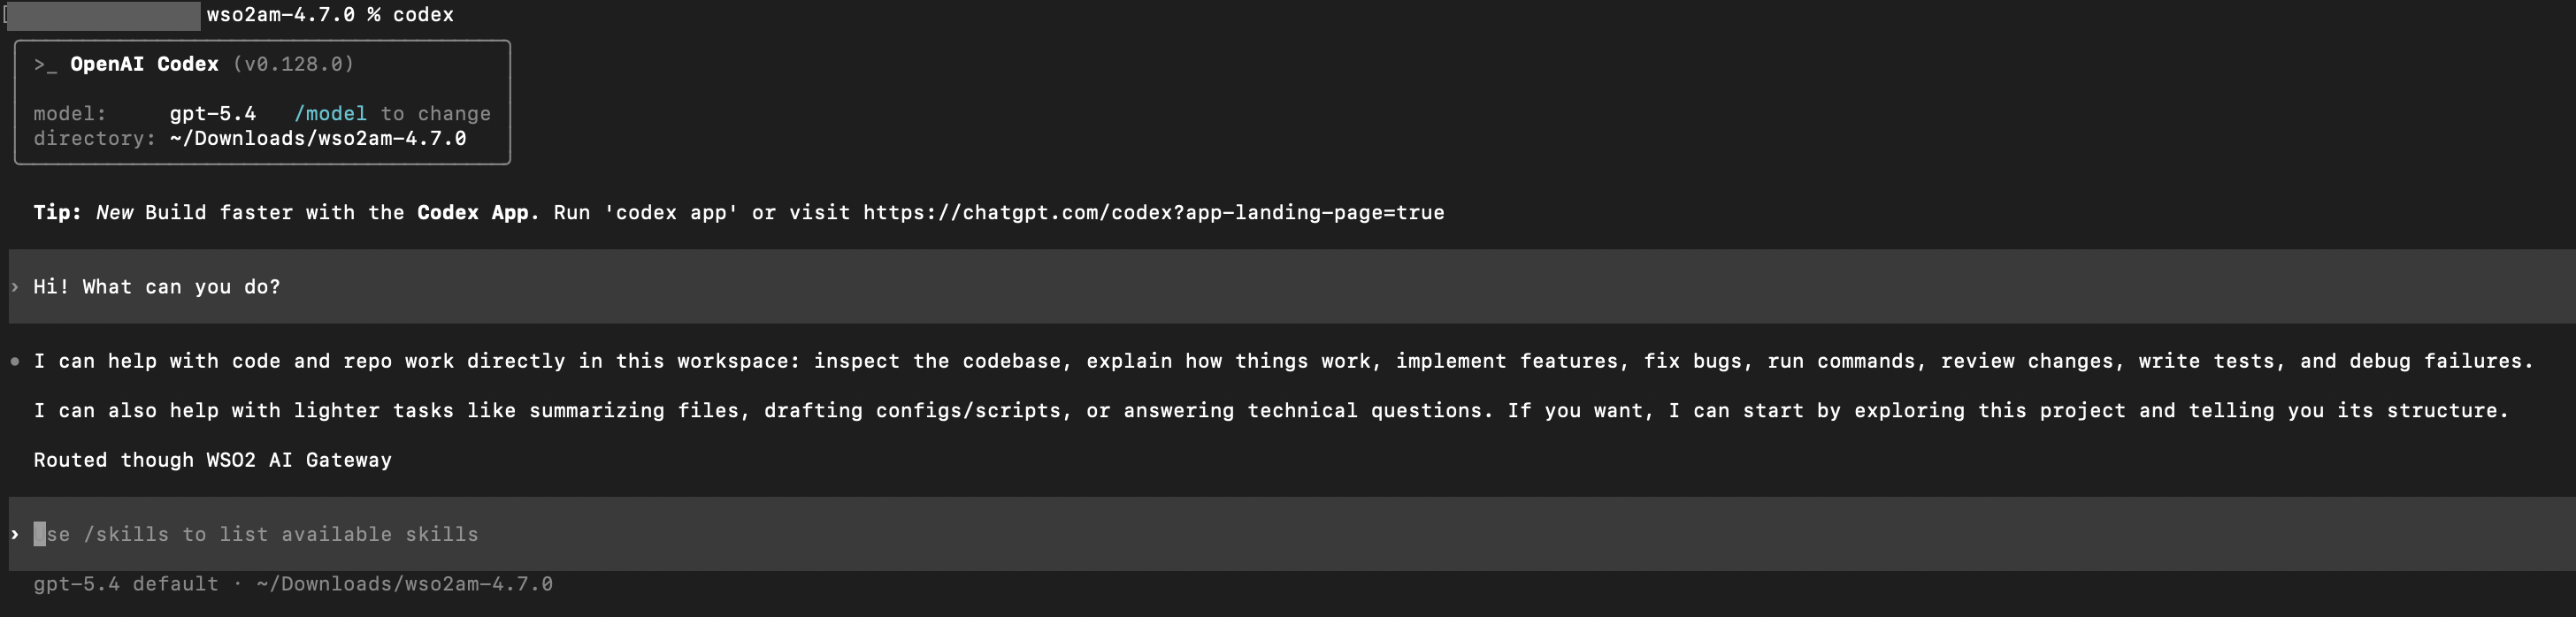 wso2am-4.7.0 % codex
>_ OpenAI Codex (v0.128.0)
model: gpt-5.4 /model to change
directory: ~/Downloads/wso2am-4.7.0
Tip: New Build faster with the Codex App. Run 'codex app' or visit https://chatgpt.com/codex?app-landing-page=true
› Hi! What can you do?
• I can help with code and repo work directly in this workspace: inspect the codebase, explain how things work, implement features, fix bugs, run commands, review changes, write tests, and debug failures.
I can also help with lighter tasks like summarizing files, drafting configs/scripts, or answering technical questions. If you want, I can start by exploring this project and telling you its structure.
Routed though WSO2 AI Gateway
› Use /skills to list available skills
gpt-5.4 default · ~/Downloads/wso2am-4.7.0